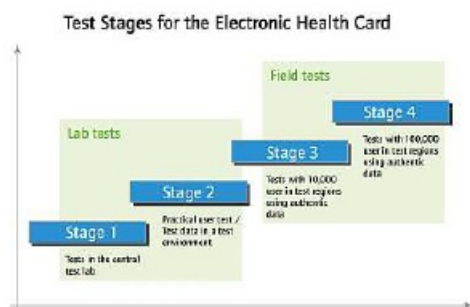 Test Stages for the Electronic Health Card
Field tests
Stage 4
Tests with 100,000
user in test regions
using authentic
data
Lab tests
Stage 3
Tests with 10,000
user in test regions
using authentic
data
Stage 2
Practical user test /
Test data in a test
environment
Stage 1
Tests in the central
test lab.